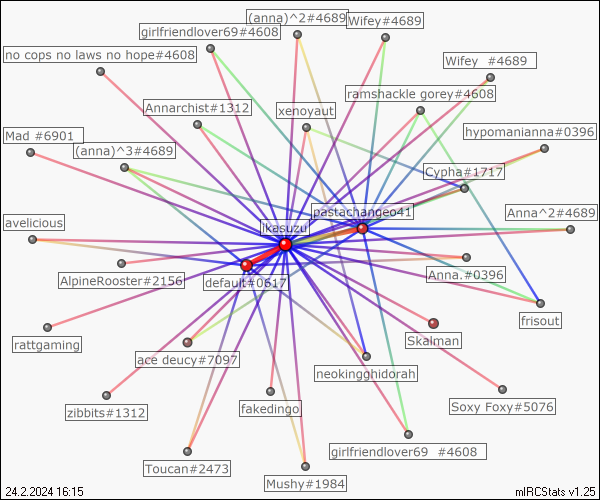 (anna)^2#4689
Wifey#4689
girlfriendlover69#4608
no cops no laws no hope#4608
Wifey  #4689
ramshackle gorey#4608
Annarchist#1312
xenoyaut
hypomanianna#0396
Mad #6901
(anna)^3#4689
Cypha#1717
pastachangeo41
Anna^2#4689
avelicious
ikasuzu
AlpineRooster#2156
default#0617
Anna.#0396
frisout
rattgaming
Skalman
ace deucy#7097
neokingghidorah
zibbits#1312
fakedingo
Soxy Foxy#5076
girlfriendlover69  #4608
Toucan#2473
Mushy#1984
24.2.2024 16:15
mIRCStats v1.25